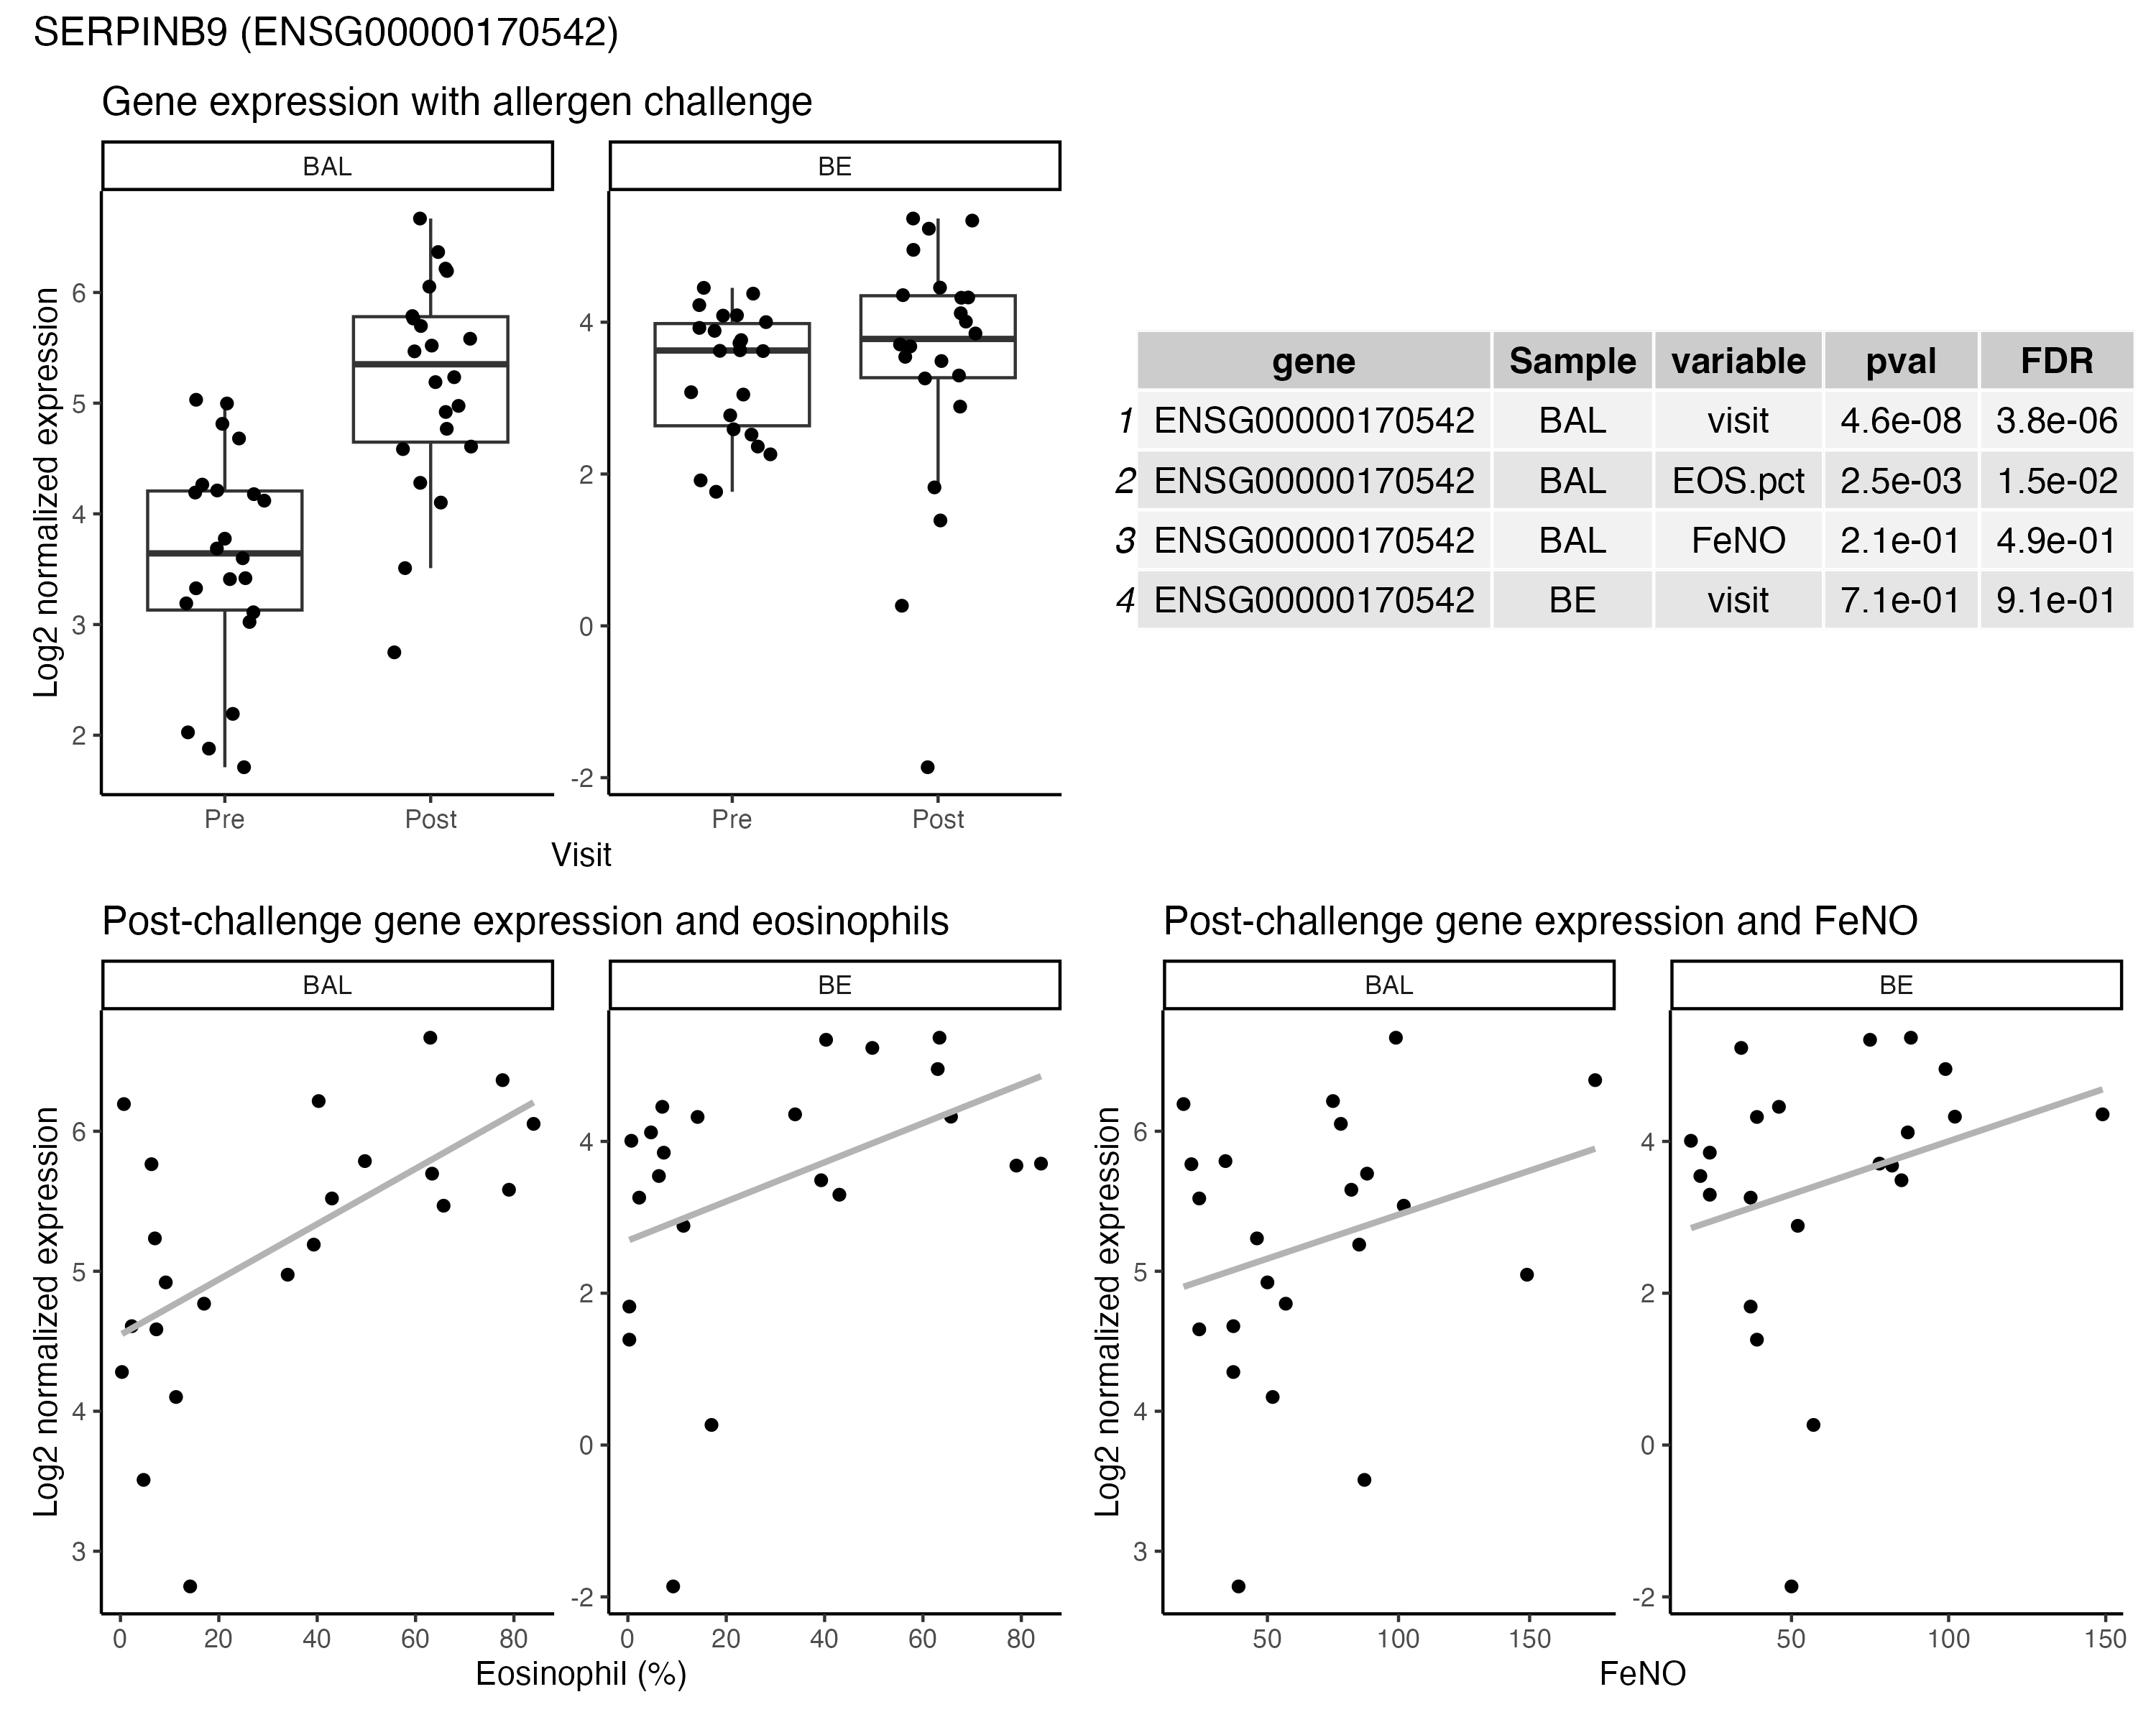 SERPINB9 (ENSG00000170542)
Gene expression with allergen challenge
BAL
BE
Log2 normalized expression
6
5
4
3
2
4
2
0
-2
Pre
Post
Pre
Post
Visit
gene Sample variable pval FDR
1 ENSG00000170542 BAL visit 4.6e-08 3.8e-06
2 ENSG00000170542 BAL EOS.pct 2.5e-03 1.5e-02
3 ENSG00000170542 BAL FeNO 2.1e-01 4.9e-01
4 ENSG00000170542 BE visit 7.1e-01 9.1e-01
Post-challenge gene expression and eosinophils
BAL
BE
Log2 normalized expression
6
5
4
3
4
2
0
-2
0 20 40 60 80
0 20 40 60 80
Eosinophil (%)
Post-challenge gene expression and FeNO
BAL
BE
Log2 normalized expression
6
5
4
3
4
2
0
-2
50 100 150
50 100 150
FeNO